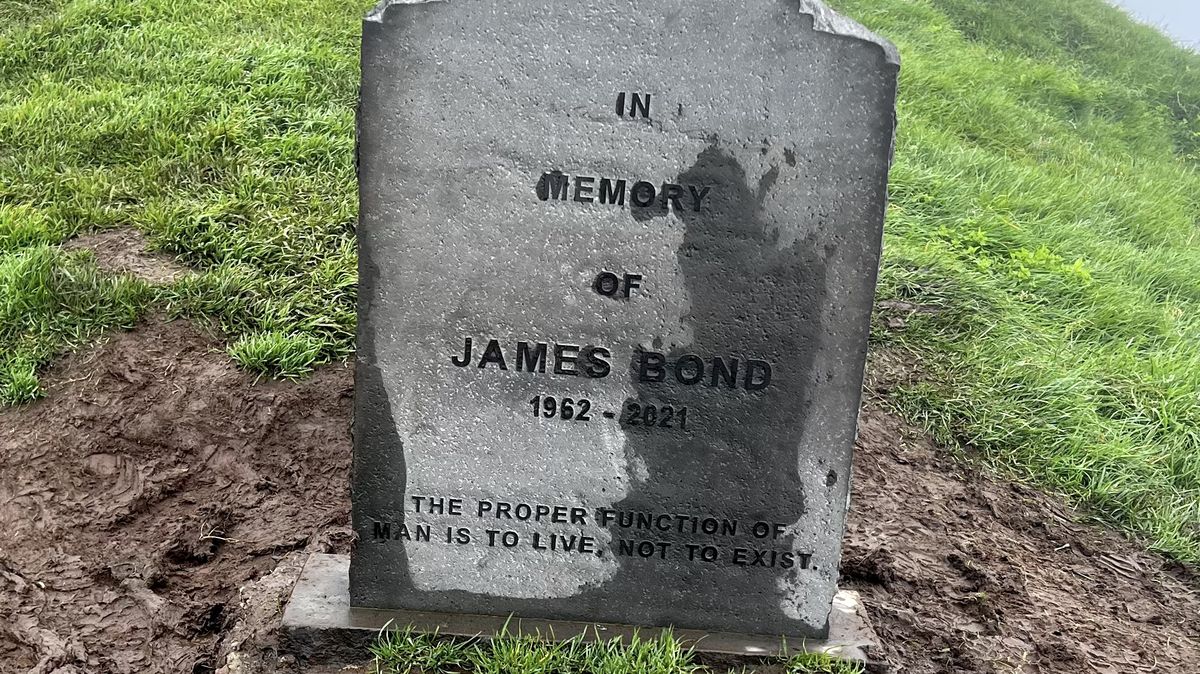 IN
MEMORY
OF
JAMES BOND
1962 - 2021
THE PROPER FUNCTION OF
MAN IS TO LIVE, NOT TO EXIST.